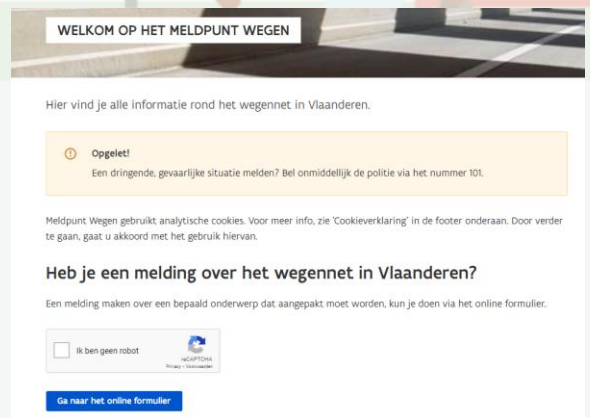 WELKOM OP HET MELDPUNT WEGEN
Hier vind je alle informatie rond het wegennet in Vlaanderen.
Opgelet!
Een dringende, gevaarlijke situatie melden? Bel onmiddellijk de politie via het nummer 101.
Meldpunt Wegen gebruikt analytische cookies. Voor meer info, zie 'Cookieverklaring' in de footer onderaan. Door verder
te gaan, gaat u akkoord met het gebruik hiervan.
Heb je een melding over het wegennet in Vlaanderen?
Een melding maken over een bepaald onderwerp dat aangepakt moet worden, kun je doen via het online formulier.
Ik ben geen robot
reCAPTCHA
Privacy - Voorwaarden
Ga naar het online formulier